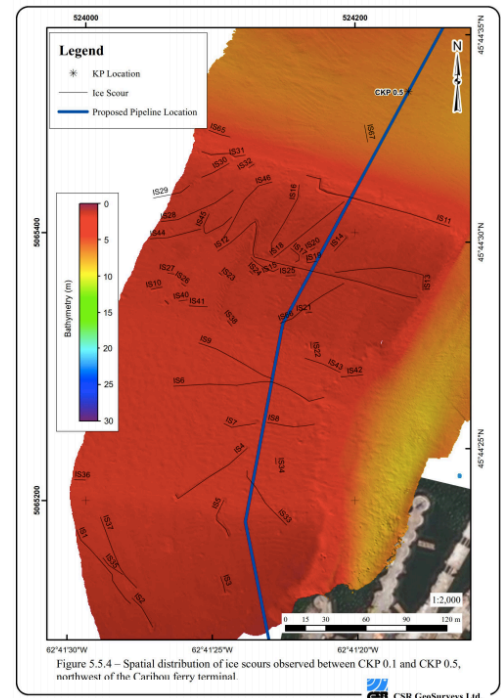 524000
524200
Legend
KP Location
Ice Scour
Proposed Pipeline Location
N
CKP 0.5
45°44'35"N
IS65
IS67
IS31
IS30
IS32
IS46
IS29
IS16
IS28
IS45
IS11
5065400
IS44
IS12
IS18
IS17
IS20
IS14
45°44'30"N
IS19
IS27
IS26
IS23
IS24
IS15
IS25
IS10
IS40
IS41
IS38
IS21
IS66
Bathymetry (m)
0
5
10
15
20
25
30
IS9
IS22
IS43
IS42
IS6
IS7
IS8
IS4
IS34
45°44'25"N
IS36
5065200
IS5
IS33
IS1
IS37
IS35
IS3
IS2
1:2,000
0 15 30 60 90 120 m
62°41'30"W
62°41'25"W
62°41'20"W
Figure 5.5.4 – Spatial distribution of ice scours observed between CKP 0.1 and CKP 0.5,
northwest of the Caribou ferry terminal.
CSR GeoSurveys Ltd